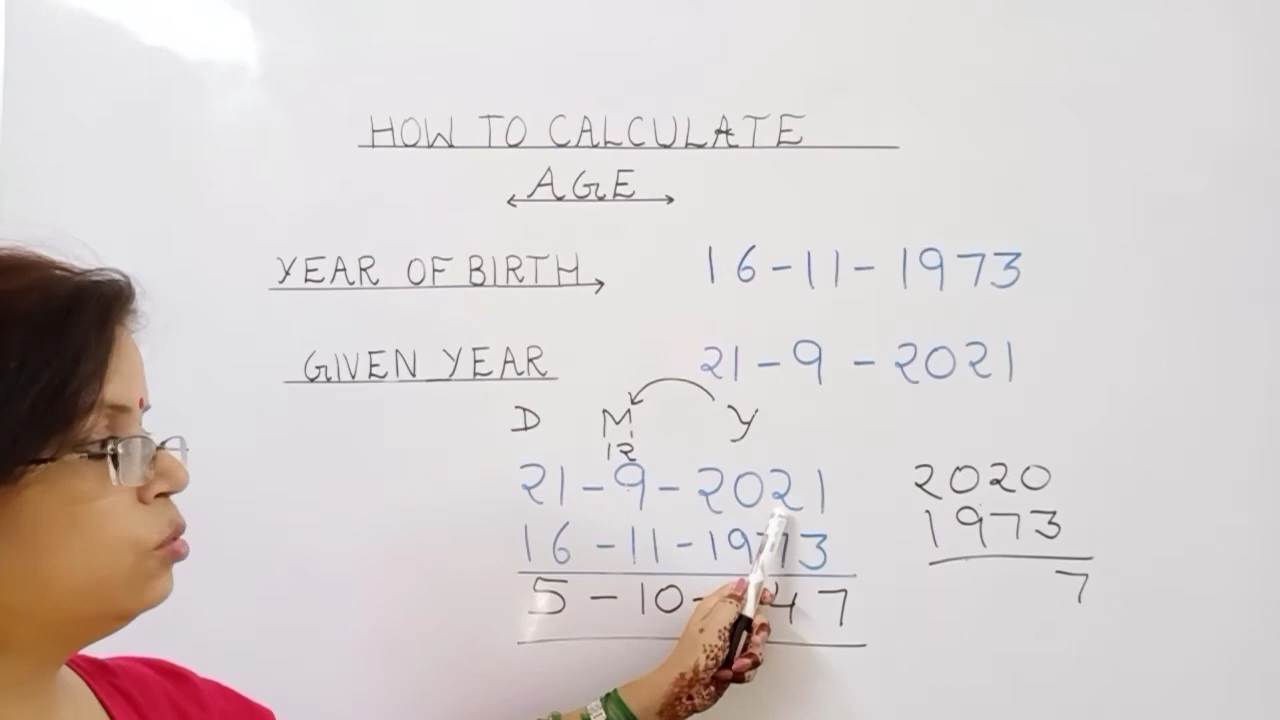 HOW TO CALCULATE
AGE
YEAR OF BIRTH 16-11-1973
GIVEN YEAR 21-9-2021
D M Y
12
21-9-2021
16-11-1973
5-10- 47
2020
1973
7